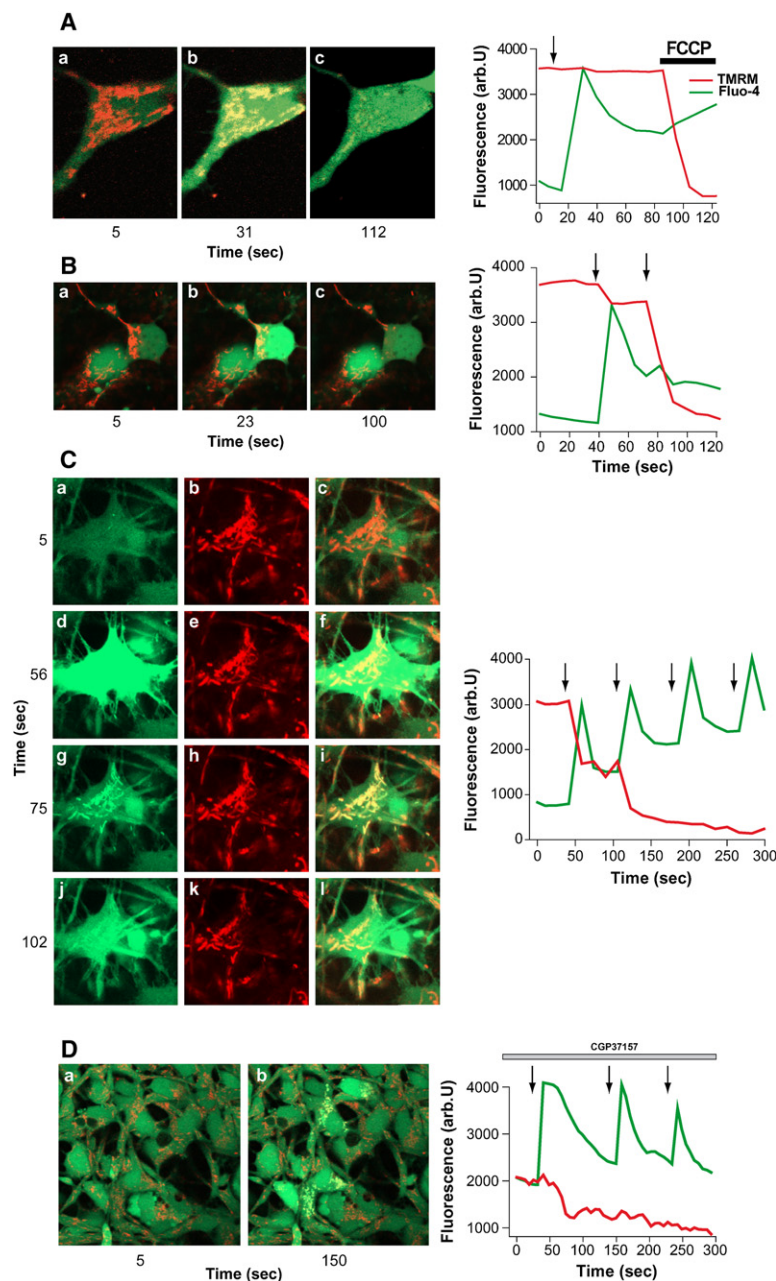 A
a b c
5 31 112
Time (sec)
FCCP
TMRM
Fluo-4
Fluorescence (arb.U)
4000
3000
2000
1000
0 20 40 60 80 100 120
B
a b c
5 23 100
Time (sec)
Fluorescence (arb.U)
4000
3000
2000
1000
0 20 40 60 80 100 120
Time (sec)
C
a b c
5
d e f
56
g h i
75
j k l
102
Time (sec)
Fluorescence (arb.U)
4000
3000
2000
1000
0
0 50 100 150 200 250 300
Time (sec)
D
a b
5 150
Time (sec)
CGP37157
Fluorescence (arb.U)
4000
3000
2000
1000
0 50 100 150 200 250 300
Time (sec)